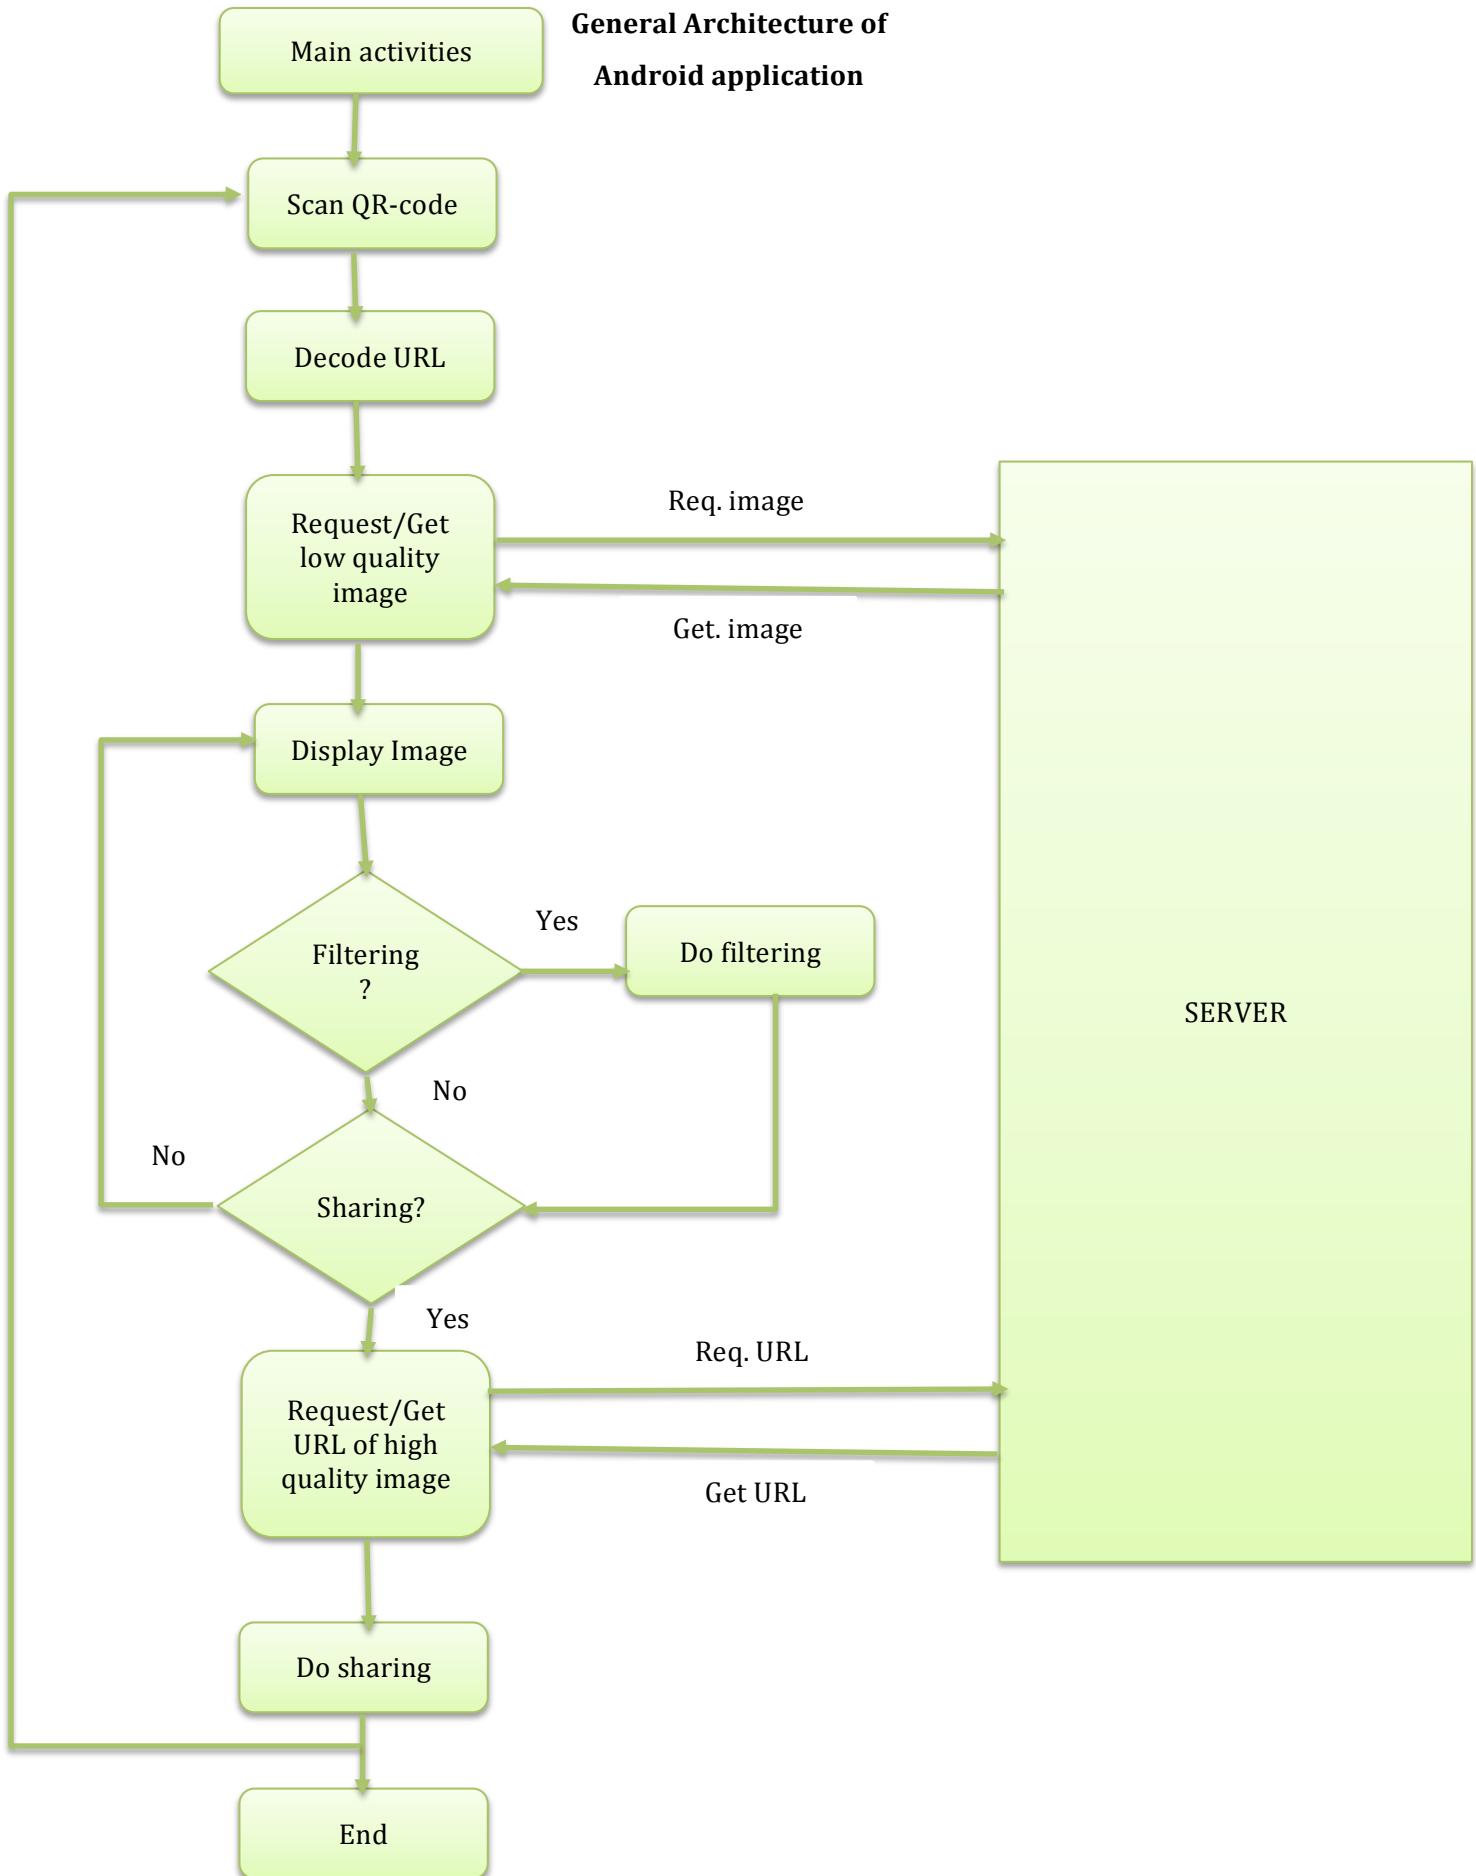 General Architecture of
Android application
Main activities
Scan QR-code
Decode URL
Request/Get
low quality
image
Req. image
Get. image
Display Image
Filtering
?
Yes
Do filtering
No
SERVER
No
Sharing?
Yes
Request/Get
URL of high
quality image
Req. URL
Get URL
Do sharing
End